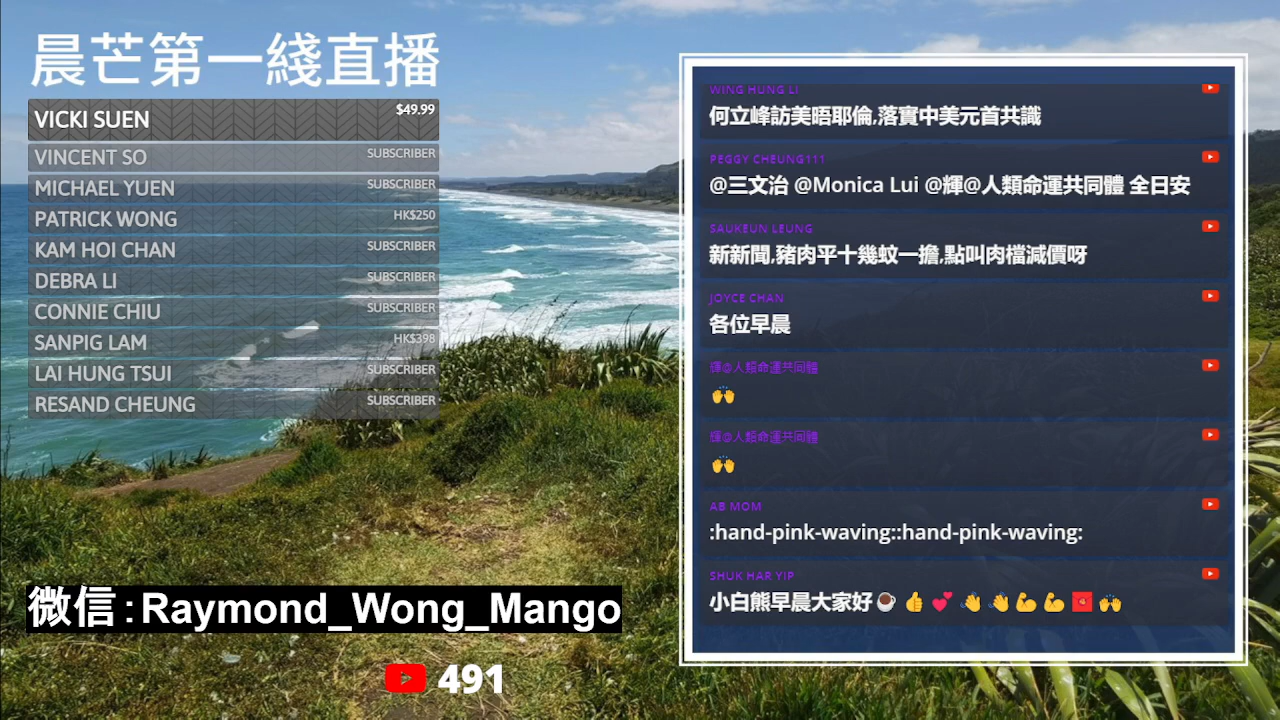 晨芒第一綫直播
VICKI SUEN $49.99
VINCENT SO SUBSCRIBER
MICHAEL YUEN SUBSCRIBER
PATRICK WONG HK$250
KAM HOI CHAN SUBSCRIBER
DEBRA LI SUBSCRIBER
CONNIE CHIU SUBSCRIBER
SANPIG LAM HK$398
LAI HUNG TSUI SUBSCRIBER
RESAND CHEUNG SUBSCRIBER
微信:Raymond_Wong_Mango
491
WING HUNG LI
何立峰訪美晤耶倫,落實中美元首共識
PEGGY CHEUNG111
@三文治 @Monica Lui @輝@人類命運共同體 全日安
SAUKEUN LEUNG
新新聞,豬肉平十幾蚊一擔,點叫肉檔減價呀
JOYCE CHAN
各位早晨
輝@人類命運共同體
🙌
輝@人類命運共同體
🙌
AB MOM
:hand-pink-waving::hand-pink-waving:
SHUK HAR YIP
小白熊早晨大家好☕👍💕👋👋💪💪🧧🙌